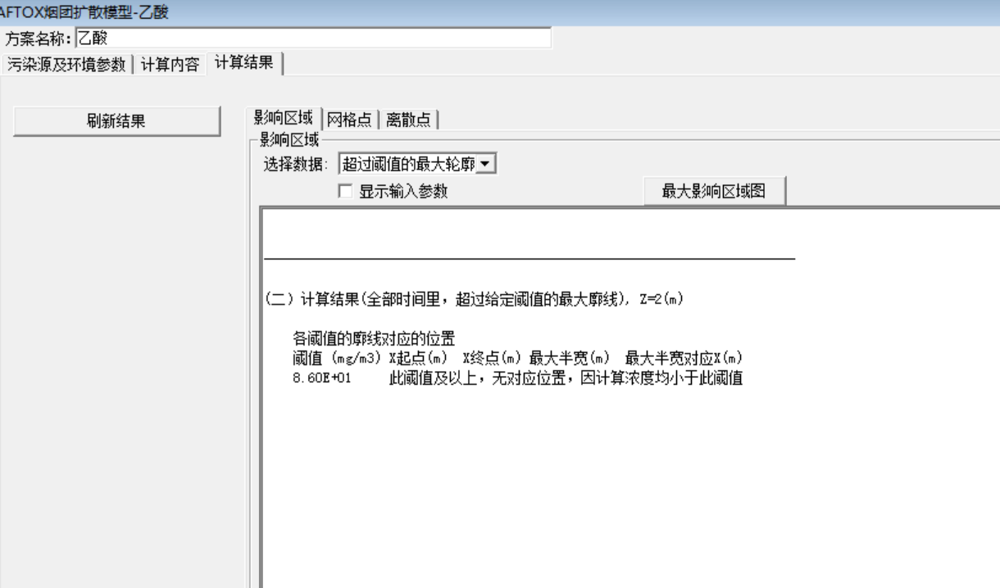 AFTOX烟团扩散模型-乙酸
方案名称: 乙酸
污染源及环境参数 计算内容 计算结果
刷新结果
影响区域 网格点 离散点
影响区域
选择数据: 超过阈值的最大轮廓
显示输入参数
最大影响区域图
(二) 计算结果(全部时间里，超过给定阈值的最大廓线), Z=2(m)
各阈值的廓线对应的位置
阈值 (mg/m3) X起点(m) X终点(m) 最大半宽(m) 最大半宽对应X(m)
8.60E+01 此阈值及以上，无对应位置，因计算浓度均小于此阈值